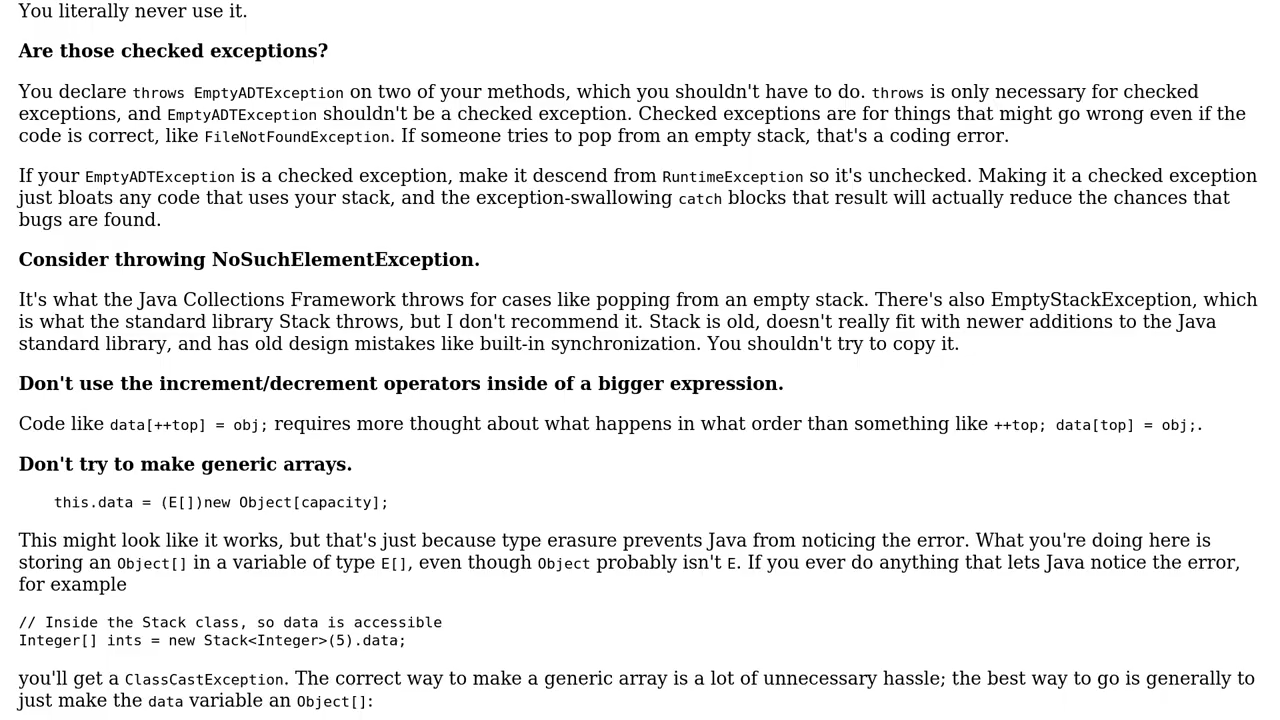 You literally never use it.
Are those checked exceptions?
You declare throws EmptyADTException on two of your methods, which you shouldn't have to do. throws is only necessary for checked
exceptions, and EmptyADTException shouldn't be a checked exception. Checked exceptions are for things that might go wrong even if the
code is correct, like FileNotFoundException. If someone tries to pop from an empty stack, that's a coding error.
If your EmptyADTException is a checked exception, make it descend from RuntimeException so it's unchecked. Making it a checked exception
just bloats any code that uses your stack, and the exception-swallowing catch blocks that result will actually reduce the chances that
bugs are found.
Consider throwing NoSuchElementException.
It's what the Java Collections Framework throws for cases like popping from an empty stack. There's also EmptyStackException, which
is what the standard library Stack throws, but I don't recommend it. Stack is old, doesn't really fit with newer additions to the Java
standard library, and has old design mistakes like built-in synchronization. You shouldn't try to copy it.
Don't use the increment/decrement operators inside of a bigger expression.
Code like data[++top] = obj; requires more thought about what happens in what order than something like ++top; data[top] = obj;.
Don't try to make generic arrays.
this.data = (E[])new Object[capacity];
This might look like it works, but that's just because type erasure prevents Java from noticing the error. What you're doing here is
storing an Object[] in a variable of type E[], even though Object probably isn't E. If you ever do anything that lets Java notice the error,
for example
// Inside the Stack class, so data is accessible
Integer[] ints = new Stack<Integer>(5).data;
you'll get a ClassCastException. The correct way to make a generic array is a lot of unnecessary hassle; the best way to go is generally to
just make the data variable an Object[]: